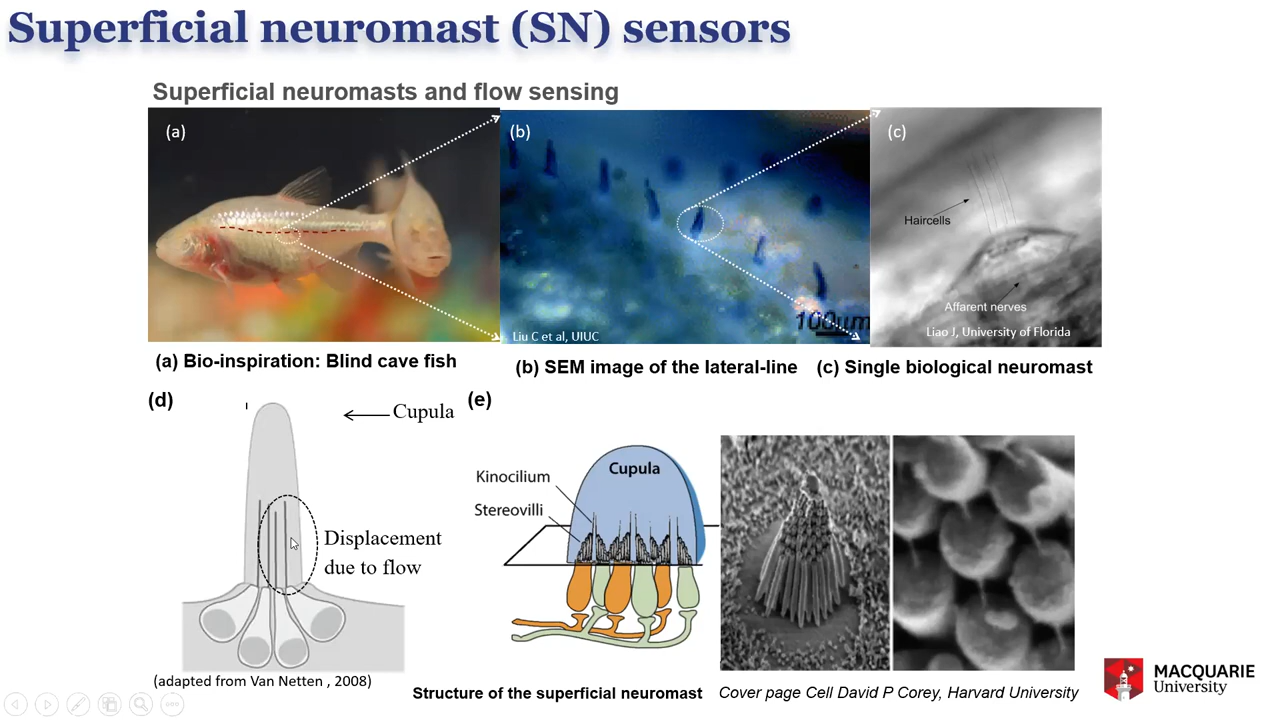 Superficial neuromast (SN) sensors
Superficial neuromasts and flow sensing
(a)
(b)
(c)
Haircells
Affarent nerves
100μm
Liu C et al, UIUC
Liao J, University of Florida
(a) Bio-inspiration: Blind cave fish
(b) SEM image of the lateral-line
(c) Single biological neuromast
(d)
Cupula
Displacement
due to flow
(adapted from Van Netten , 2008)
(e)
Cupula
Kinocilium
Stereovilli
Structure of the superficial neuromast
Cover page Cell David P Corey, Harvard University
MACQUARIE
University